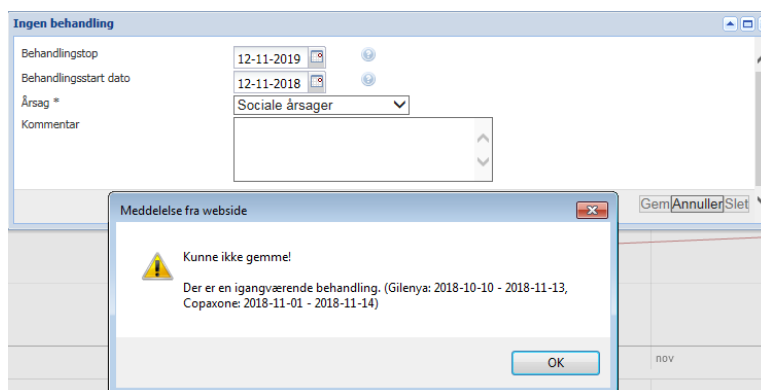 Ingen behandling
Behandlingstop 12-11-2019
Behandlingsstart dato 12-11-2018
Årsag * Sociale årsager
Kommentar
Gem Annuller Slet
Meddelelse fra webside
Kunne ikke gemme!
Der er en igangværende behandling. (Gilenya: 2018-10-10 - 2018-11-13,
Copaxone: 2018-11-01 - 2018-11-14)
OK
nov